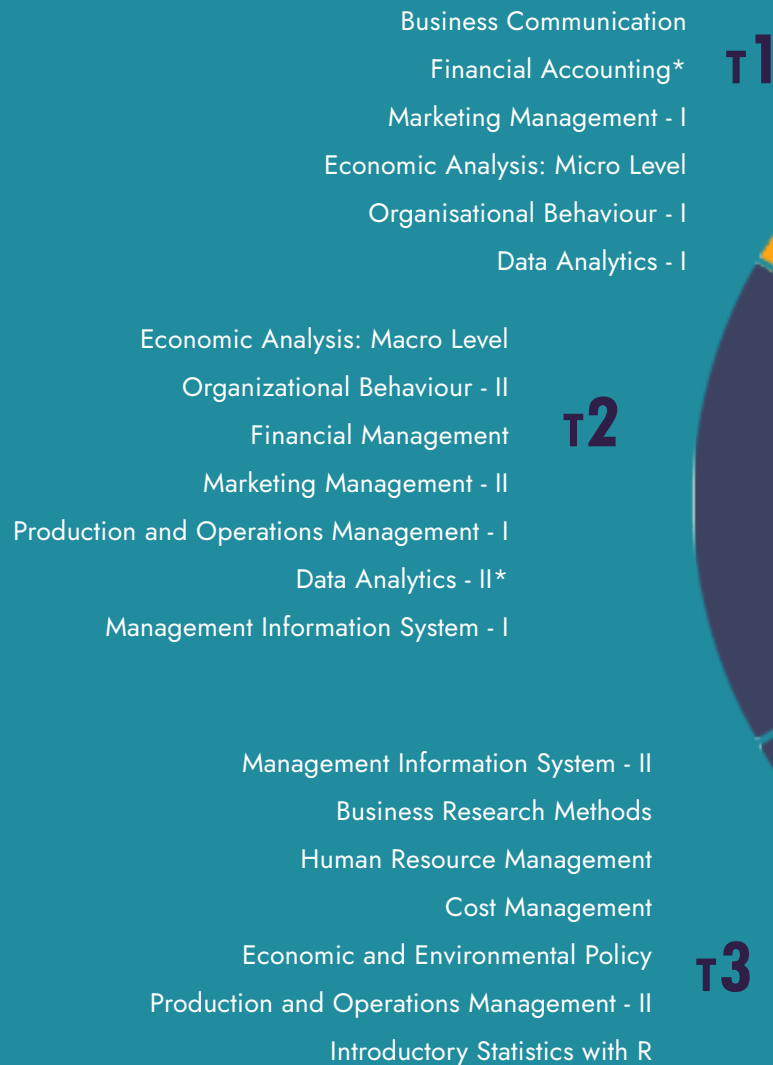 Business Communication
Financial Accounting*
Marketing Management - I
Economic Analysis: Micro Level
Organisational Behaviour - I
Data Analytics - I
T1
Economic Analysis: Macro Level
Organizational Behaviour - II
Financial Management
Marketing Management - II
Production and Operations Management - I
Data Analytics - II*
Management Information System - I
T2
Management Information System - II
Business Research Methods
Human Resource Management
Cost Management
Economic and Environmental Policy
Production and Operations Management - II
Introductory Statistics with R
T3